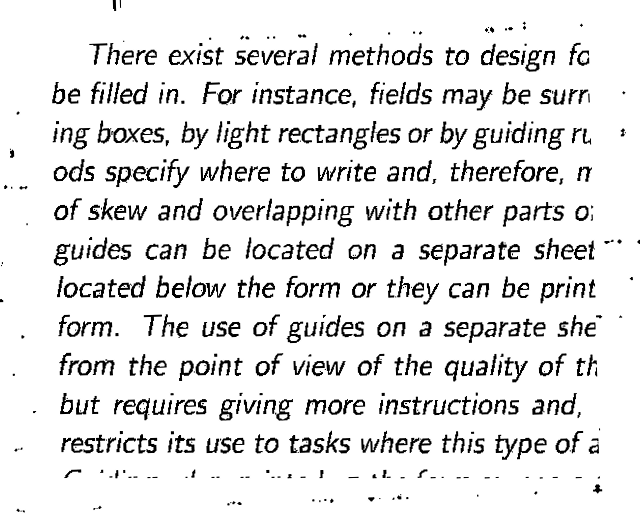 There exist several methods to design fo
be filled in. For instance, fields may be surr
ing boxes, by light rectangles or by guiding ru
ods specify where to write and, therefore, m
of skew and overlapping with other parts o
guides can be located on a separate sheet
located below the form or they can be print
form. The use of guides on a separate she
from the point of view of the quality of th
but requires giving more instructions and,
restricts its use to tasks where this type of a